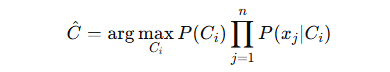 Ĉ = arg max_{C_i} P(C_i) ∏_{j=1}^{n} P(x_j|C_i)